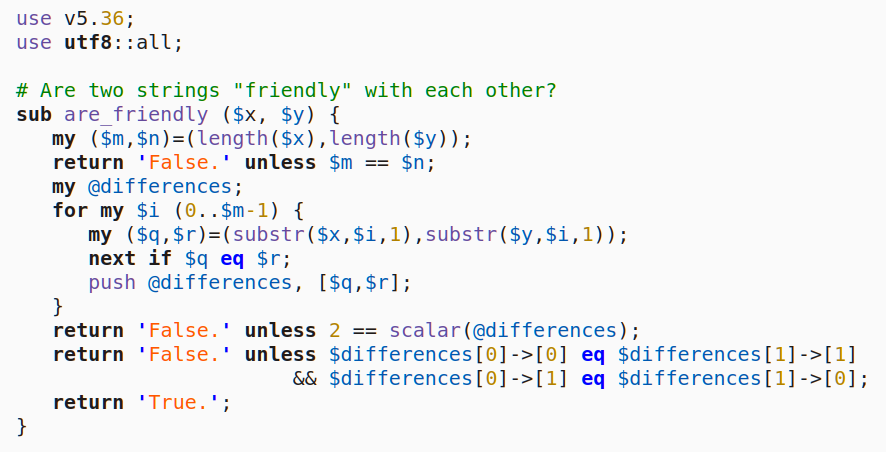 use v5.36;
use utf8::all;

# Are two strings "friendly" with each other?
sub are_friendly ($x, $y) {
   my ($m,$n)=(length($x),length($y));
   return 'False.' unless $m == $n;
   my @differences;
   for my $i (0..$m-1) {
      my ($q,$r)=(substr($x,$i,1),substr($y,$i,1));
      next if $q eq $r;
      push @differences, [$q,$r];
   }
   return 'False.' unless 2 == scalar(@differences);
   return 'False.' unless $differences[0]->[0] eq $differences[1]->[1]
                       && $differences[0]->[1] eq $differences[1]->[0];
   return 'True.';
}